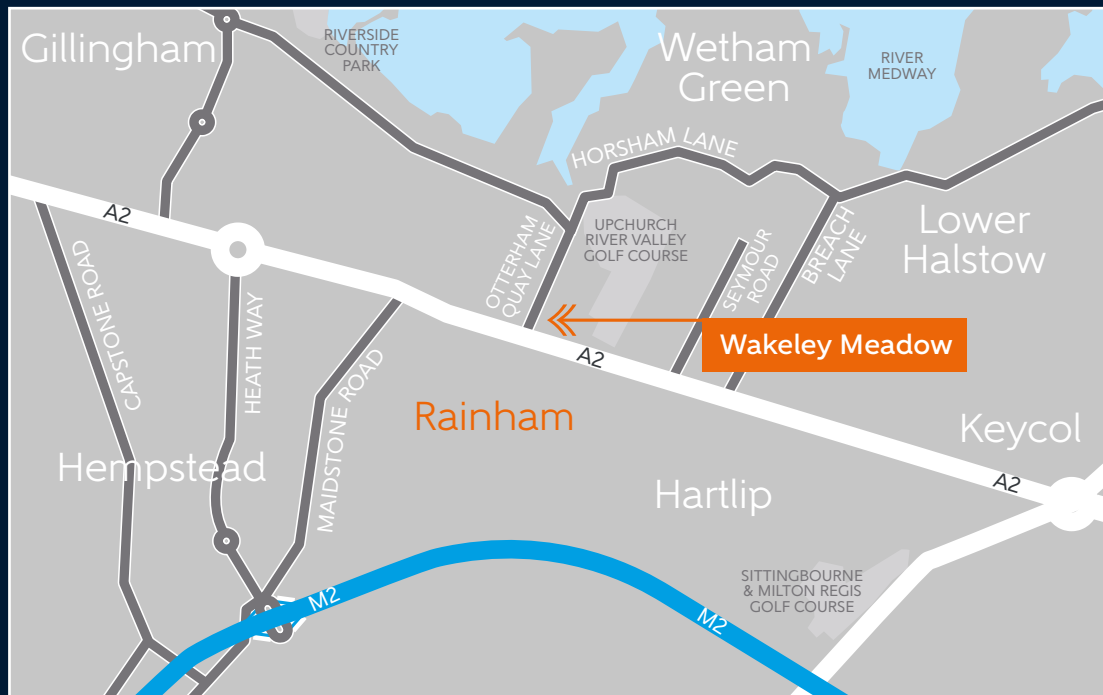 Gillingham
RIVERSIDE
COUNTRY
PARK
Wetham
Green
RIVER
MEDWAY
HORSHAM LANE
A2
OTTERHAM
QUAY LANE
UPCHURCH
RIVER VALLEY
GOLF COURSE
SEYMOUR
ROAD
BREACH
LANE
Lower
Halstow
CAPSTONE ROAD
HEATH WAY
MAIDSTONE ROAD
A2
Wakeley Meadow
Rainham
Keycol
Hempstead
Hartlip
A2
SITTINGBOURNE
& MILTON REGIS
GOLF COURSE
M2
M2